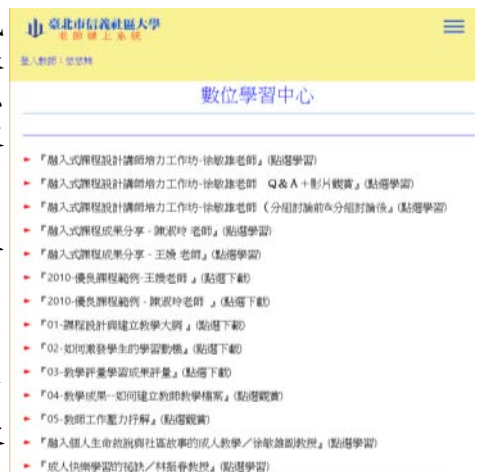 臺北市信義社區大學
老師線上系統
登入教師：悠悠姊
數位學習中心
『融入式課程設計講師培力工作坊-徐敏雄老師』(點選學習)
『融入式課程設計講師培力工作坊-徐敏雄老師 Q&A+影片觀賞』(點選學習)
『融入式課程設計講師培力工作坊-徐敏雄老師 (分組討論前&分組討論後』(點選學習)
『融入式課程成果分享 - 陳淑玲 老師』(點選學習)
『融入式課程成果分享 - 王嫚 老師』(點選學習)
『2010-優良課程範例-王嫚老師 』(點選下載)
『2010-優良課程範例 - 陳淑玲老師 』(點選下載)
『01-課程設計與建立教學大綱 』(點選下載)
『02-如何激發學生的學習動機』(點選下載)
『03-教學評量學習成果評量』(點選下載)
『04-教學成果--如何建立教師教學檔案』(點選觀賞)
『05-教師工作壓力抒解』(點選觀賞)
『融入個人生命敘說與社區故事的成人教學／徐敏雄副教授』(點選學習)
『成人快樂學習的祕訣／林振春教授』(點選學習)